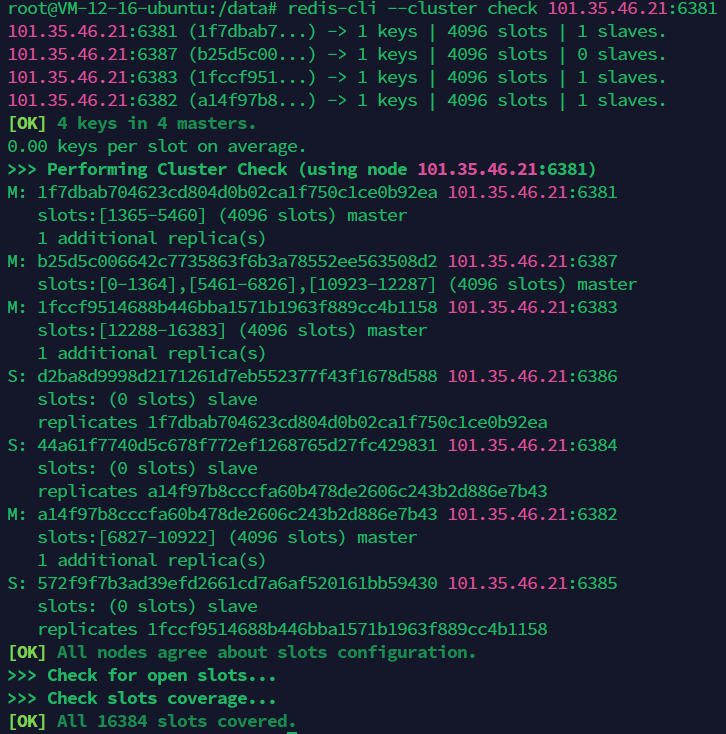 root@VM-12-16-ubuntu:/data# redis-cli --cluster check 101.35.46.21:6381
101.35.46.21:6381 (1f7dbab7...) -> 1 keys | 4096 slots | 1 slaves.
101.35.46.21:6387 (b25d5c00...) -> 1 keys | 4096 slots | 0 slaves.
101.35.46.21:6383 (1fccf951...) -> 1 keys | 4096 slots | 1 slaves.
101.35.46.21:6382 (a14f97b8...) -> 1 keys | 4096 slots | 1 slaves.
[OK] 4 keys in 4 masters.
0.00 keys per slot on average.
>>> Performing Cluster Check (using node 101.35.46.21:6381)
M: 1f7dbab704623cd804d0b02ca1f750c1ce0b92ea 101.35.46.21:6381
   slots:[1365-5460] (4096 slots) master
   1 additional replica(s)
M: b25d5c006642c7735863f6b3a78552ee563508d2 101.35.46.21:6387
   slots:[0-1364],[5461-6826],[10923-12287] (4096 slots) master
M: 1fccf9514688b446bba1571b1963f889cc4b1158 101.35.46.21:6383
   slots:[12288-16383] (4096 slots) master
   1 additional replica(s)
S: d2ba8d9998d2171261d7eb552377f43f1678d588 101.35.46.21:6386
   slots: (0 slots) slave
   replicates 1f7dbab704623cd804d0b02ca1f750c1ce0b92ea
S: 44a61f7740d5c678f772ef1268765d27fc429831 101.35.46.21:6384
   slots: (0 slots) slave
   replicates a14f97b8cccfa60b478de2606c243b2d886e7b43
M: a14f97b8cccfa60b478de2606c243b2d886e7b43 101.35.46.21:6382
   slots:[6827-10922] (4096 slots) master
   1 additional replica(s)
S: 572f9f7b3ad39efd2661cd7a6af520161bb59430 101.35.46.21:6385
   slots: (0 slots) slave
   replicates 1fccf9514688b446bba1571b1963f889cc4b1158
[OK] All nodes agree about slots configuration.
>>> Check for open slots...
>>> Check slots coverage...
[OK] All 16384 slots covered.